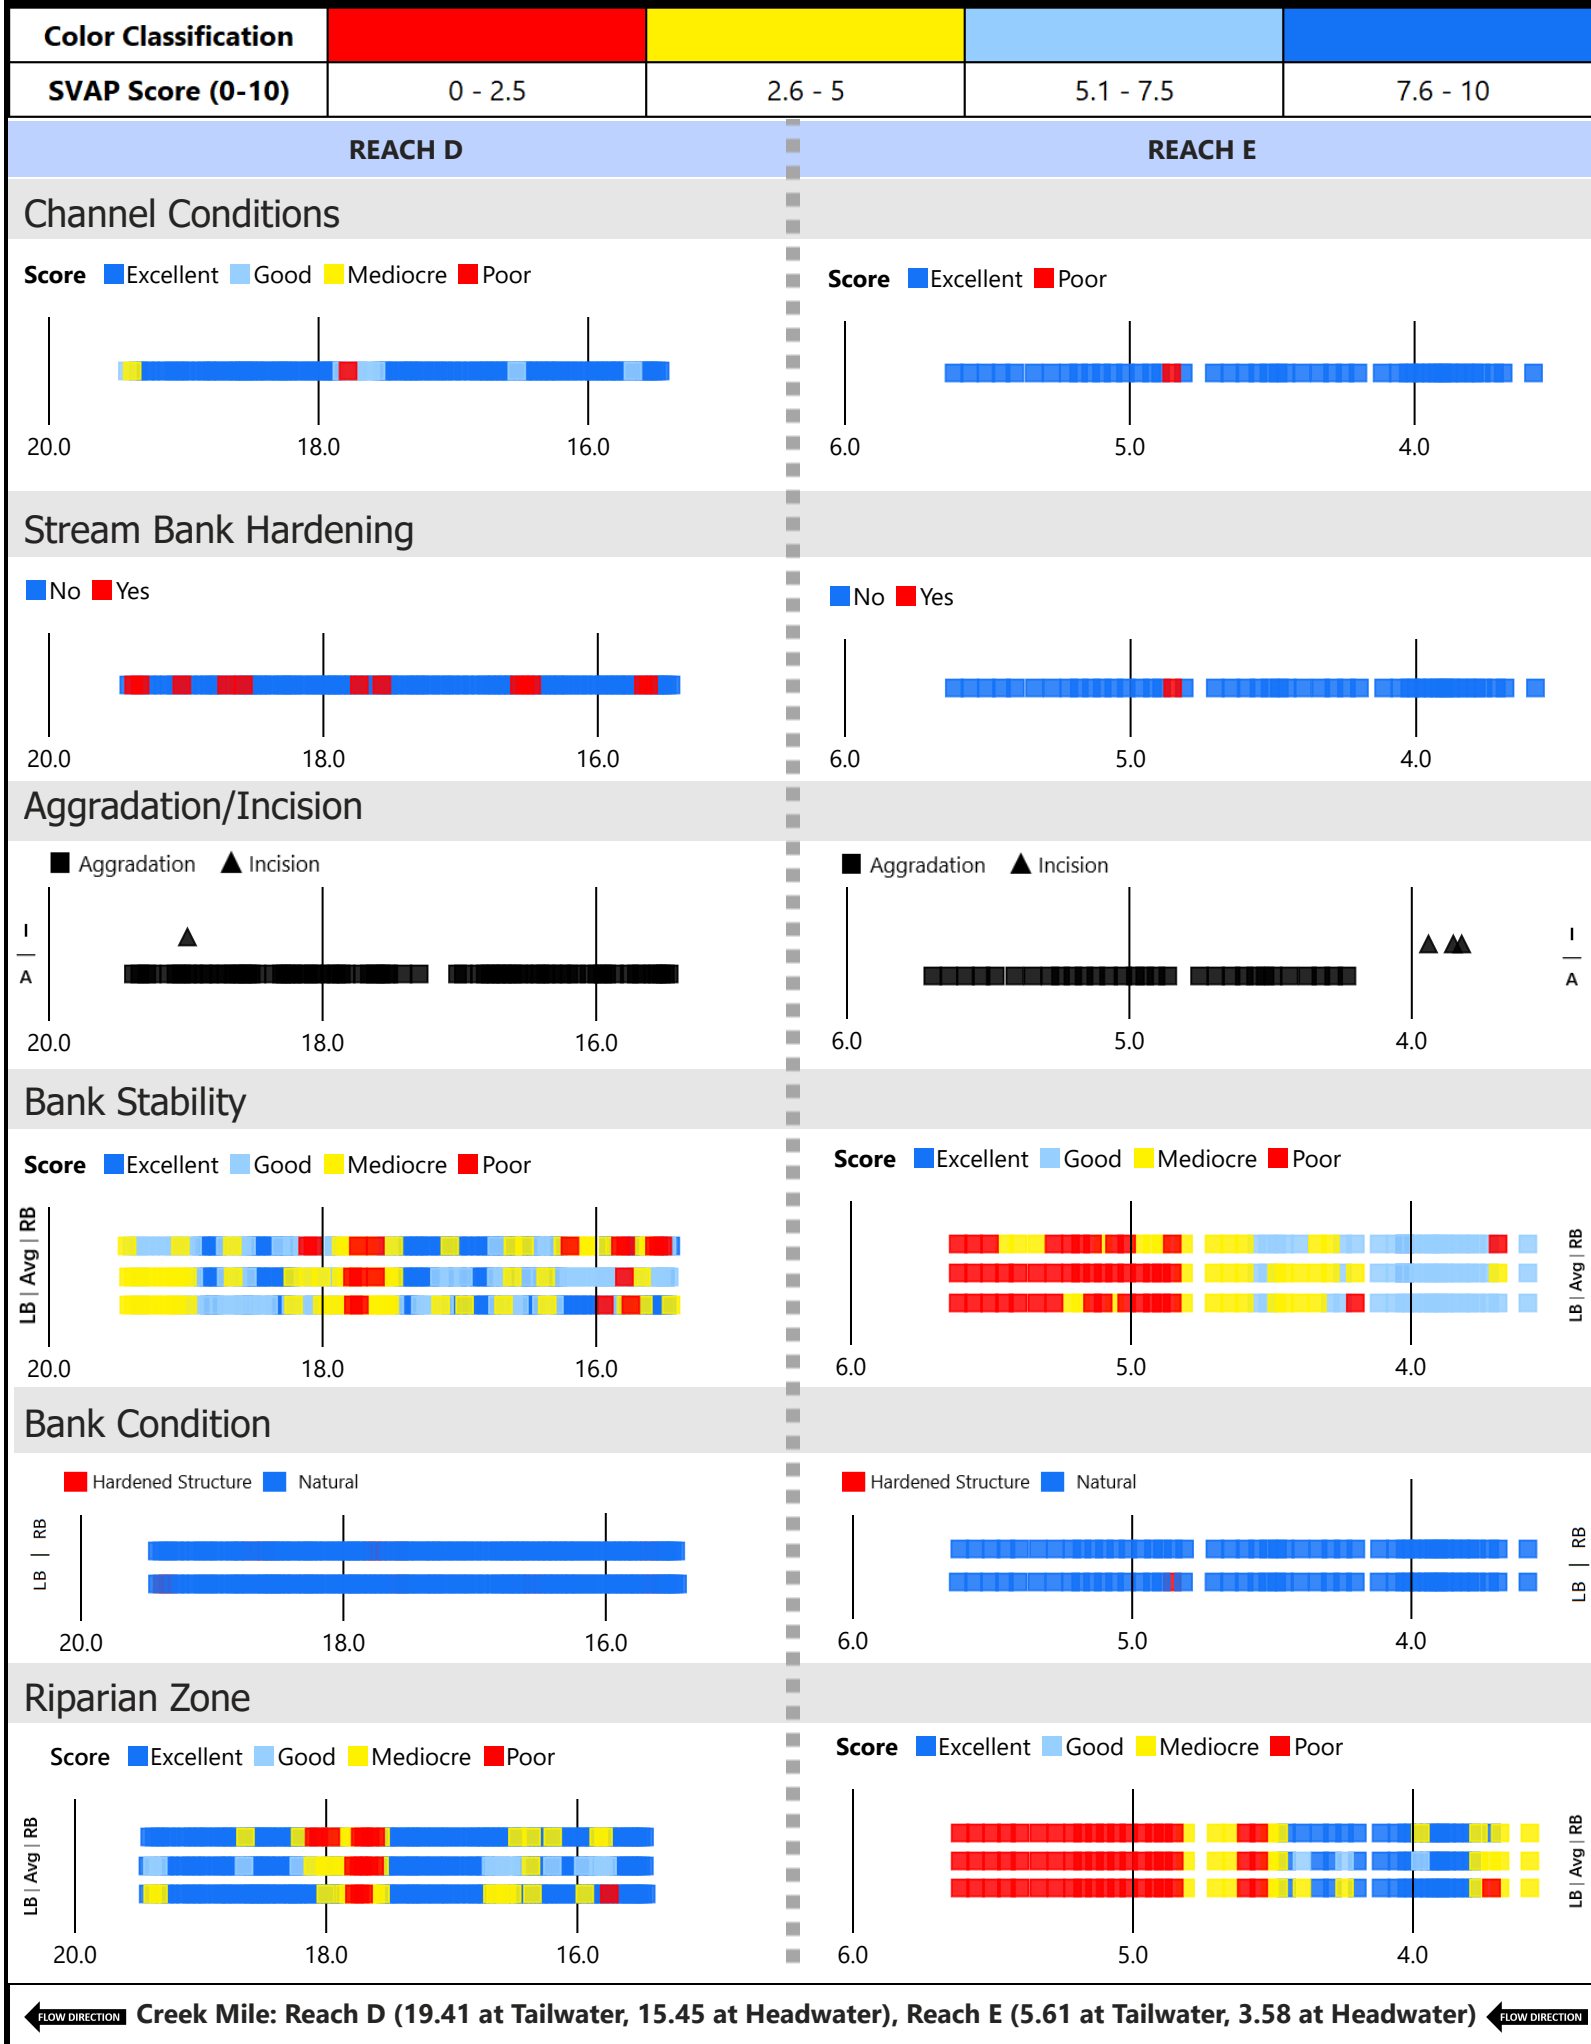 Color Classification
SVAP Score (0-10) 0 - 2.5 2.6 - 5 5.1 - 7.5 7.6 - 10
REACH D REACH E
Channel Conditions
Score Excellent Good Mediocre Poor
Score Excellent Poor
20.0 18.0 16.0
6.0 5.0 4.0
Stream Bank Hardening
No Yes
No Yes
20.0 18.0 16.0
6.0 5.0 4.0
Aggradation/Incision
Aggradation Incision
Aggradation Incision
I | A
I | A
20.0 18.0 16.0
6.0 5.0 4.0
Bank Stability
Score Excellent Good Mediocre Poor
Score Excellent Good Mediocre Poor
LB | Avg | RB
LB | Avg | RB
20.0 18.0 16.0
6.0 5.0 4.0
Bank Condition
Hardened Structure Natural
Hardened Structure Natural
LB | RB
LB | RB
20.0 18.0 16.0
6.0 5.0 4.0
Riparian Zone
Score Excellent Good Mediocre Poor
Score Excellent Good Mediocre Poor
LB | Avg | RB
LB | Avg | RB
20.0 18.0 16.0
6.0 5.0 4.0
FLOW DIRECTION Creek Mile: Reach D (19.41 at Tailwater, 15.45 at Headwater), Reach E (5.61 at Tailwater, 3.58 at Headwater) FLOW DIRECTION